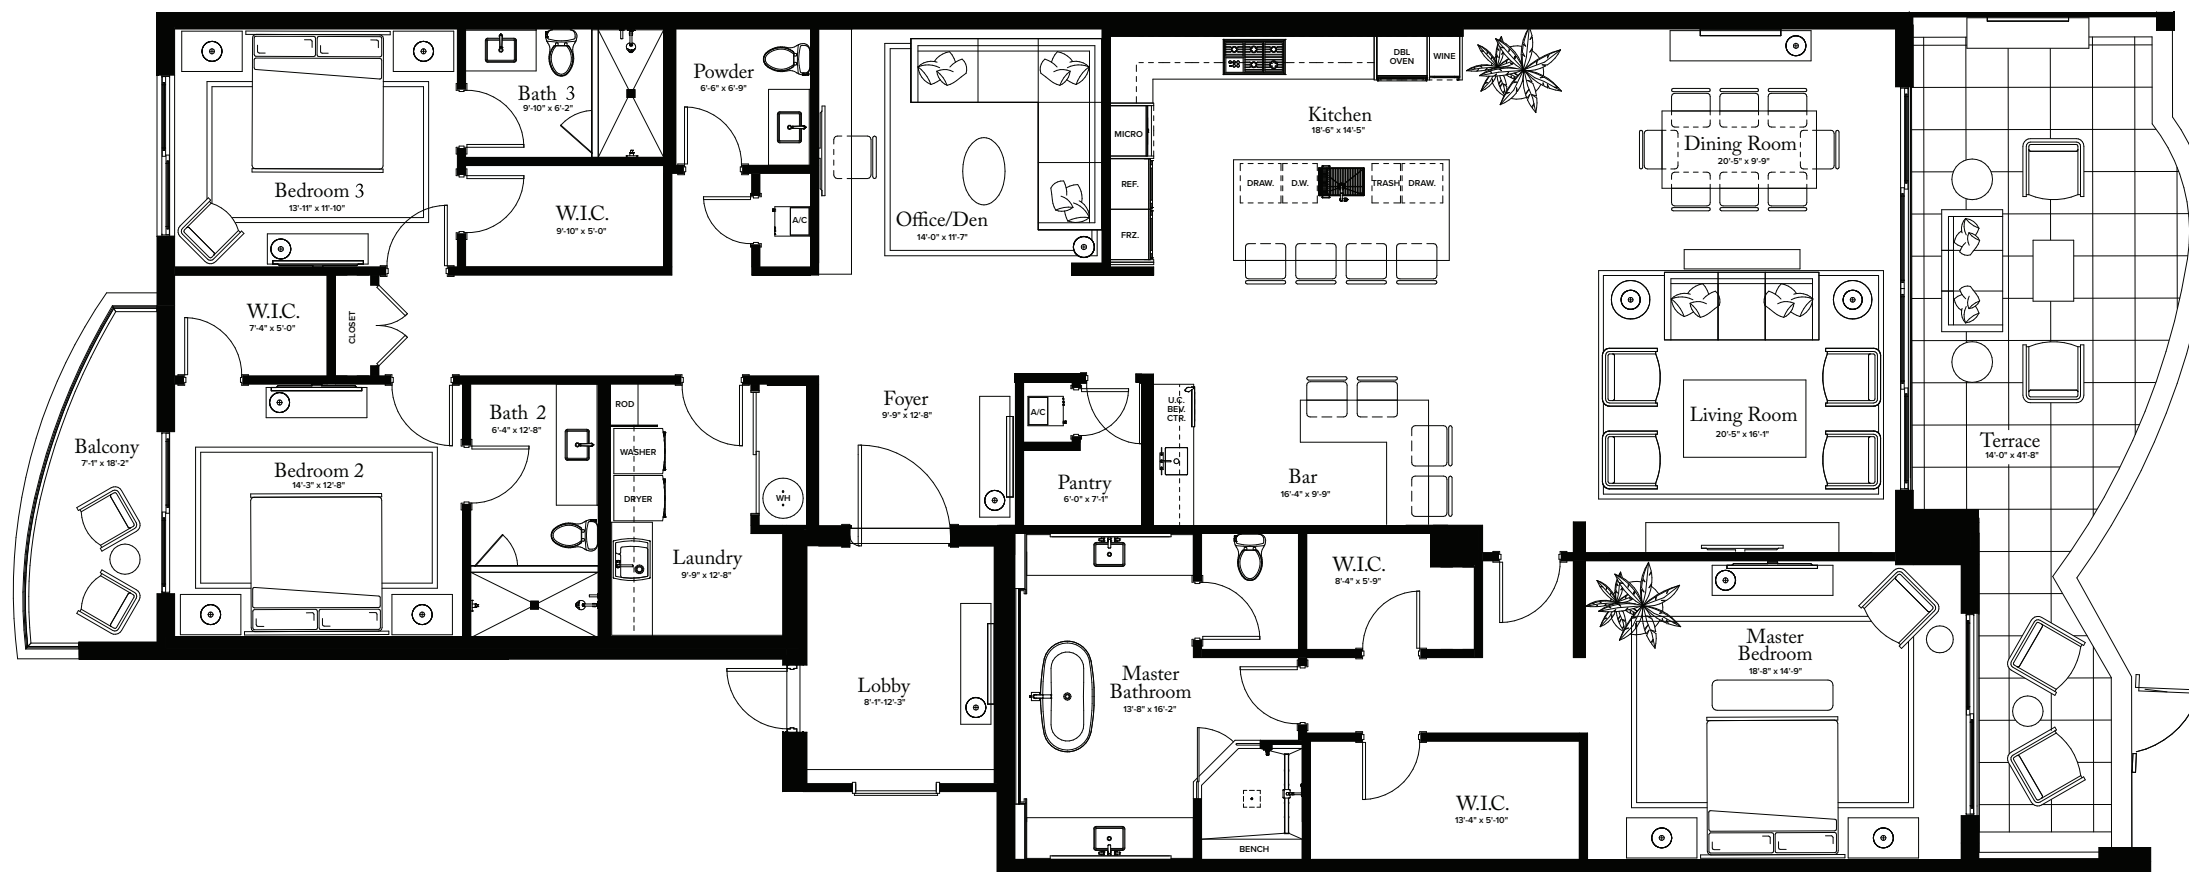 Bedroom 3
13'-11" x 11'-10"
Bath 3
9'-10" x 6'-2"
Powder
6'-6" x 6'-9"
W.I.C.
9'-10" x 5'-0"
A/C
Office/Den
14'-0" x 11'-7"
Kitchen
18'-6" x 14'-5"
DBL
OVEN
WINE
MICRO
REF.
FRZ.
DRAW.
D.W.
TRASH
DRAW.
Dining Room
20'-5" x 9'-9"
W.I.C.
7'-4" x 5'-0"
CLOSET
Balcony
7'-1" x 18'-2"
Bedroom 2
14'-3" x 12'-8"
Bath 2
6'-4" x 12'-8"
ROD
WASHER
DRYER
WH
Laundry
9'-9" x 12'-8"
Foyer
9'-9" x 12'-8"
A/C
Pantry
6'-0" x 7'-1"
U.C.
BEV.
CTR.
Bar
16'-4" x 9'-9"
Living Room
20'-5" x 16'-1"
Terrace
14'-0" x 41'-8"
Lobby
8'-1"-12'-3"
Master
Bathroom
13'-8" x 16'-2"
W.I.C.
8'-4" x 5'-9"
BENCH
W.I.C.
13'-4" x 5'-10"
Master
Bedroom
18'-8" x 14'-9"